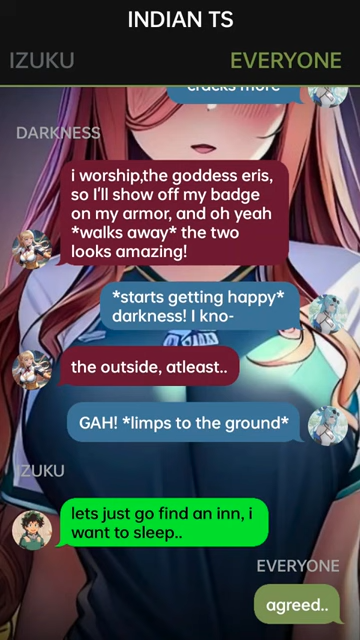 INDIAN TS
IZUKU
EVERYONE
cracks more
DARKNESS
i worship,the goddess eris,
so I'll show off my badge
on my armor, and oh yeah
*walks away* the two
looks amazing!
*starts getting happy*
darkness! I kno-
the outside, atleast..
GAH! *limps to the ground*
IZUKU
lets just go find an inn, i
want to sleep..
EVERYONE
agreed..